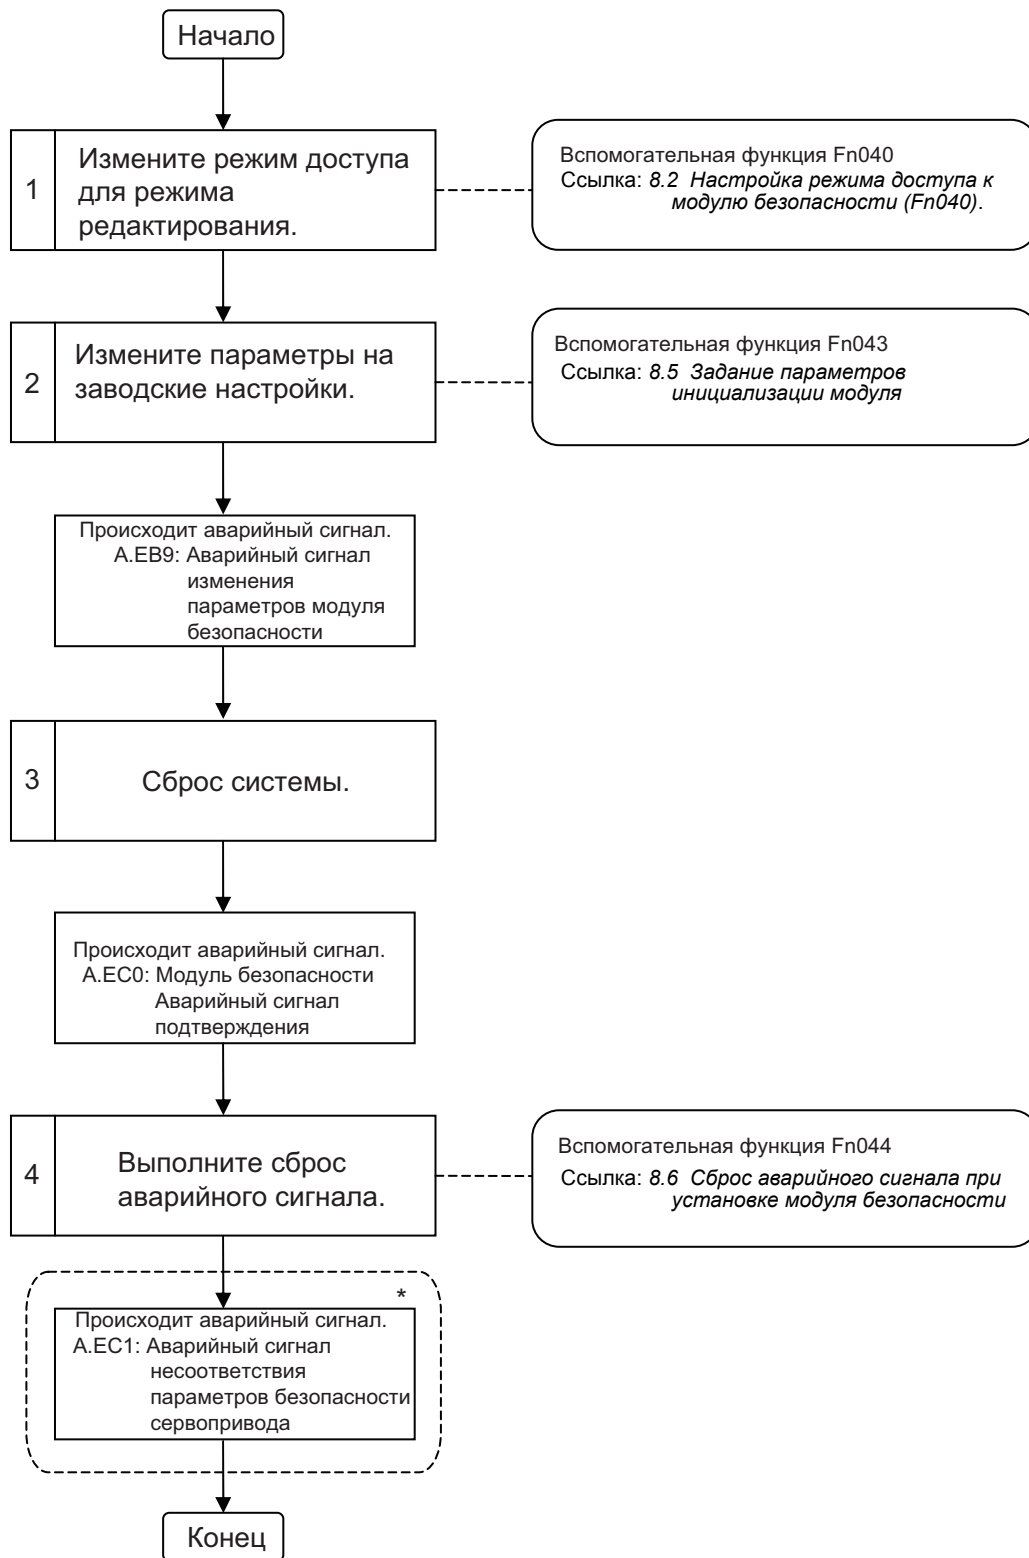 Начало
1
Измените режим доступа
для режима
редактирования.
Вспомогательная функция Fn040
Ссылка: 8.2 Настройка режима доступа к
модулю безопасности (Fn040).
2
Измените параметры на
заводские настройки.
Вспомогательная функция Fn043
Ссылка: 8.5 Задание параметров
инициализации модуля
Происходит аварийный сигнал.
A.EB9: Аварийный сигнал
изменения
параметров модуля
безопасности
3
Сброс системы.
Происходит аварийный сигнал.
A.EC0: Модуль безопасности
Аварийный сигнал
подтверждения
4
Выполните сброс
аварийного сигнала.
Вспомогательная функция Fn044
Ссылка: 8.6 Сброс аварийного сигнала при
установке модуля безопасности
*
Происходит аварийный сигнал.
A.EC1: Аварийный сигнал
несоответствия
параметров безопасности
сервопривода
Конец